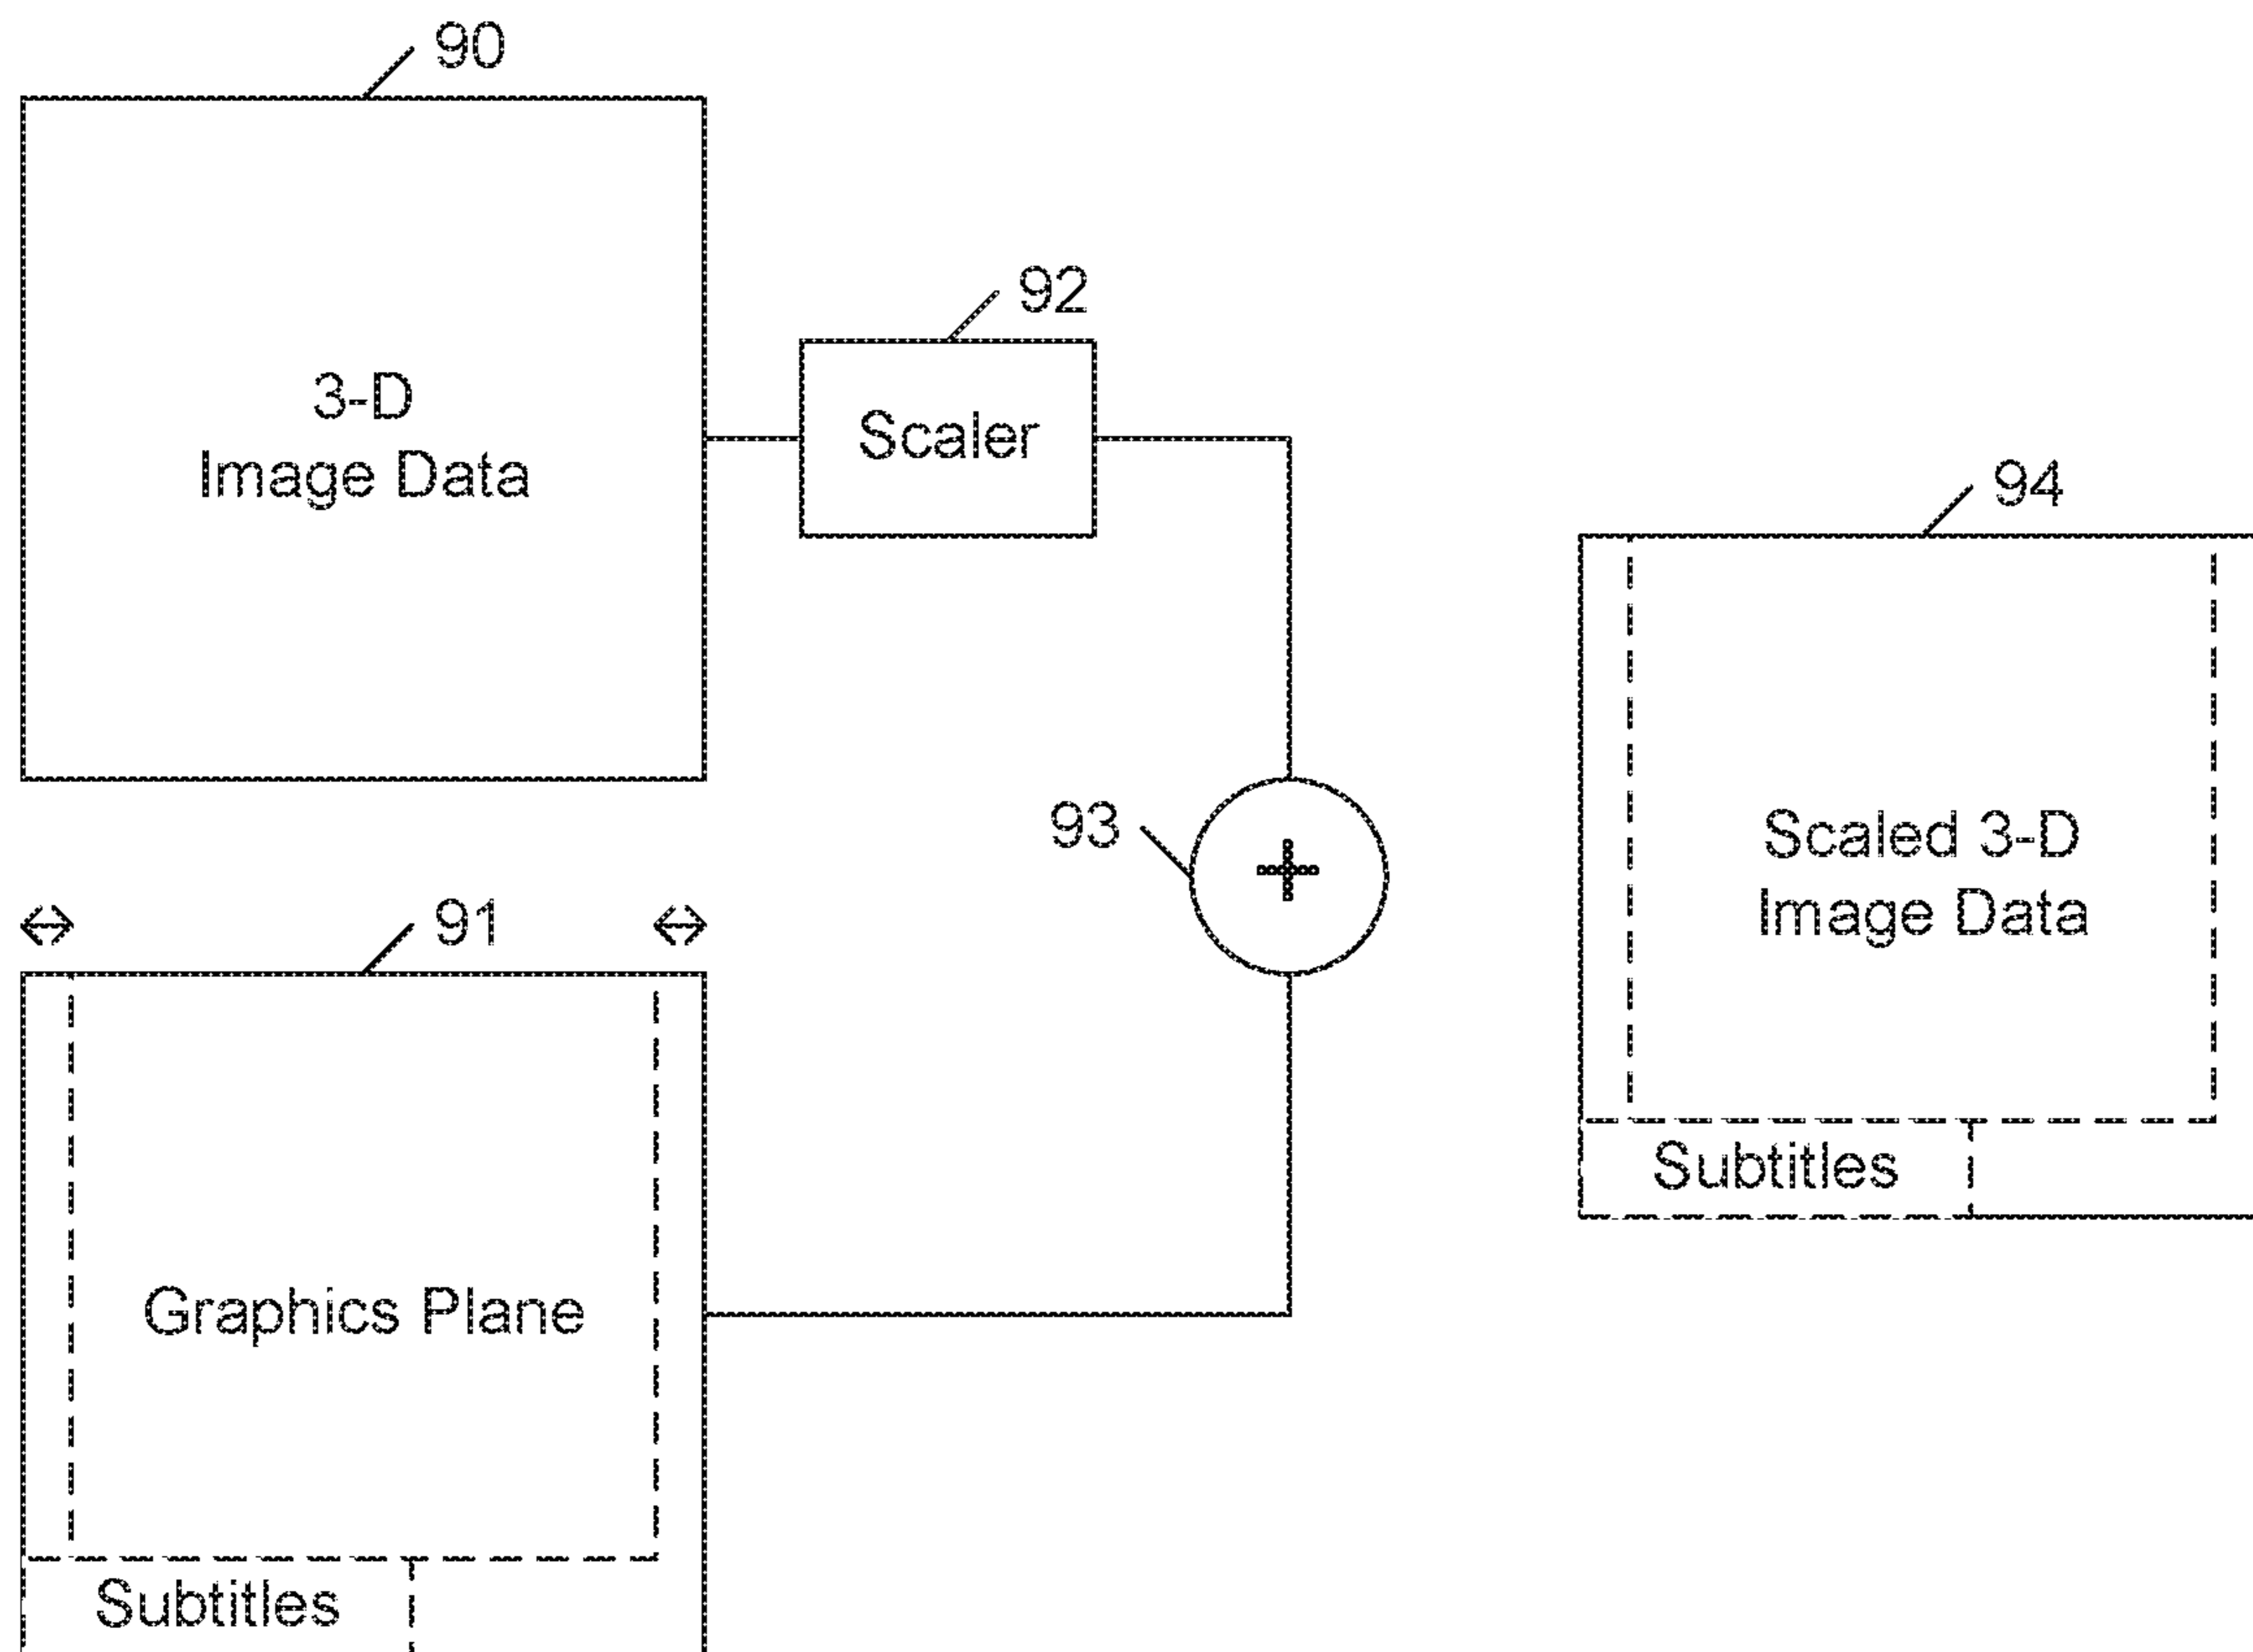 90
3-D
Image Data
92
Scaler
93
+
91
Graphics Plane
Subtitles
94
Scaled 3-D
Image Data
Subtitles